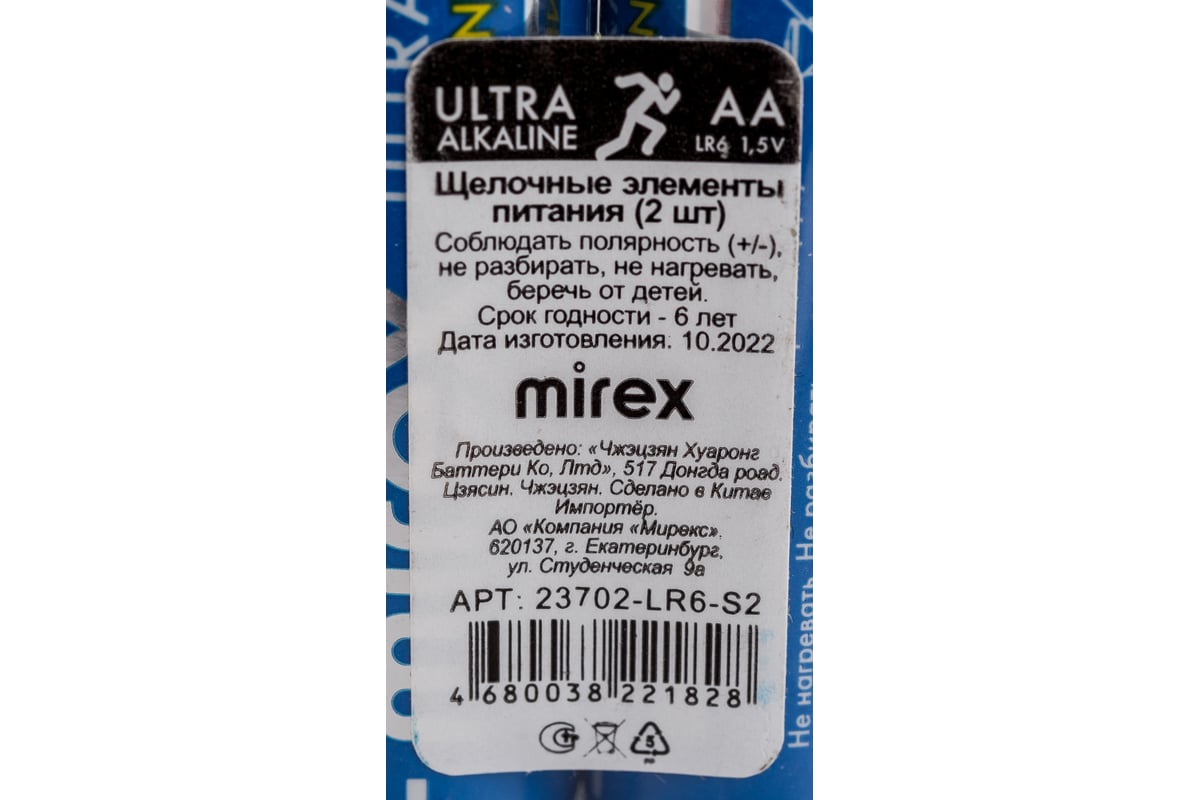 ULTRA
ALKALINE
AA
LR6 1,5V
Щелочные элементы
питания (2 шт)
Соблюдать полярность (+/-),
не разбирать, не нагревать,
беречь от детей.
Срок годности - 6 лет
Дата изготовления: 10.2022
mirex
Произведено: «Чжэцзян Хуаронг
Баттери Ко, Лтд», 517 Донгда роад.
Цзясин. Чжэцзян. Сделано в Китае
Импортёр.
АО «Компания «Мирекс».
620137, г. Екатеринбург,
ул. Студенческая 9а
АРТ: 23702-LR6-S2
4 680038 221828
5
PP
Не нагревать. Не разбирать